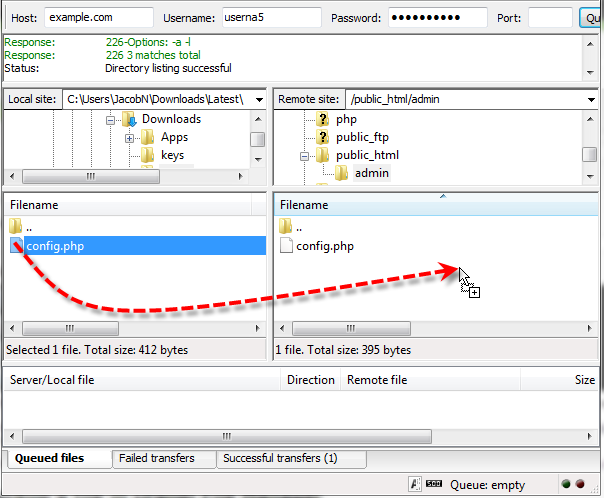 Host: example.com Username: userna5 Password: ●●●●●●●●●● Port: Qu
Response: 226-Options: -a -l
Response: 226 3 matches total
Status: Directory listing successful
Local site: C:\Users\JacobN\Downloads\Latest\ Remote site: /public_html/admin
Downloads
Apps
keys
php
public_ftp
public_html
admin
Filename
..
config.php
Selected 1 file. Total size: 412 bytes
Filename
..
config.php
1 file. Total size: 395 bytes
Server/Local file Direction Remote file Size
Queued files Failed transfers Successful transfers (1)
Queue: empty